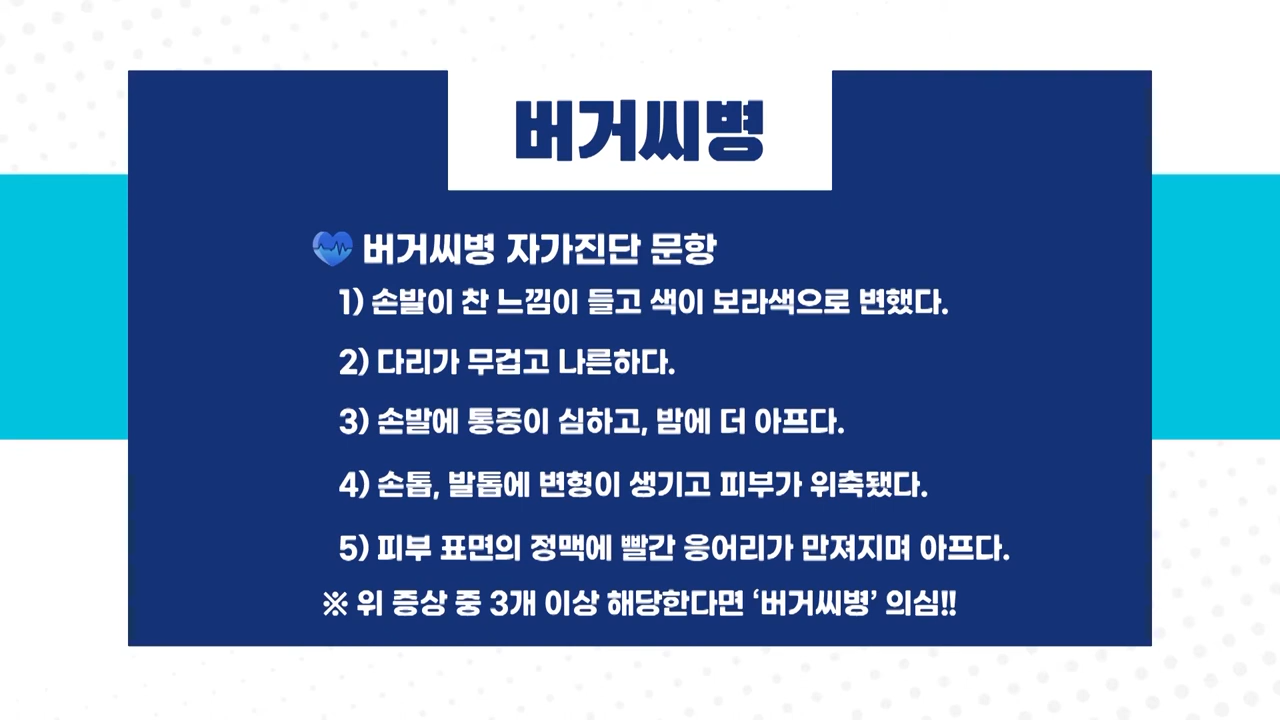 버거씨병
버거씨병 자가진단 문항
1) 손발이 찬 느낌이 들고 색이 보라색으로 변했다.
2) 다리가 무겁고 나른하다.
3) 손발에 통증이 심하고, 밤에 더 아프다.
4) 손톱, 발톱에 변형이 생기고 피부가 위축됐다.
5) 피부 표면의 정맥에 빨간 응어리가 만져지며 아프다.
※ 위 증상 중 3개 이상 해당한다면 ‘버거씨병’ 의심!!